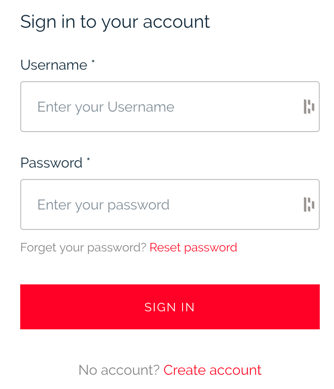 Sign in to your account
Username *
Enter your Username
Password *
Enter your password
Forget your password? Reset password
SIGN IN
No account? Create account